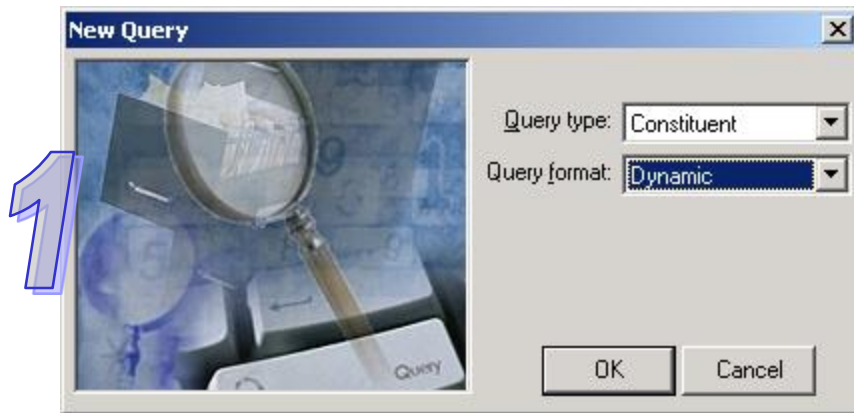 New Query
1
Query type: Constituent
Query format: Dynamic
Query
OK Cancel